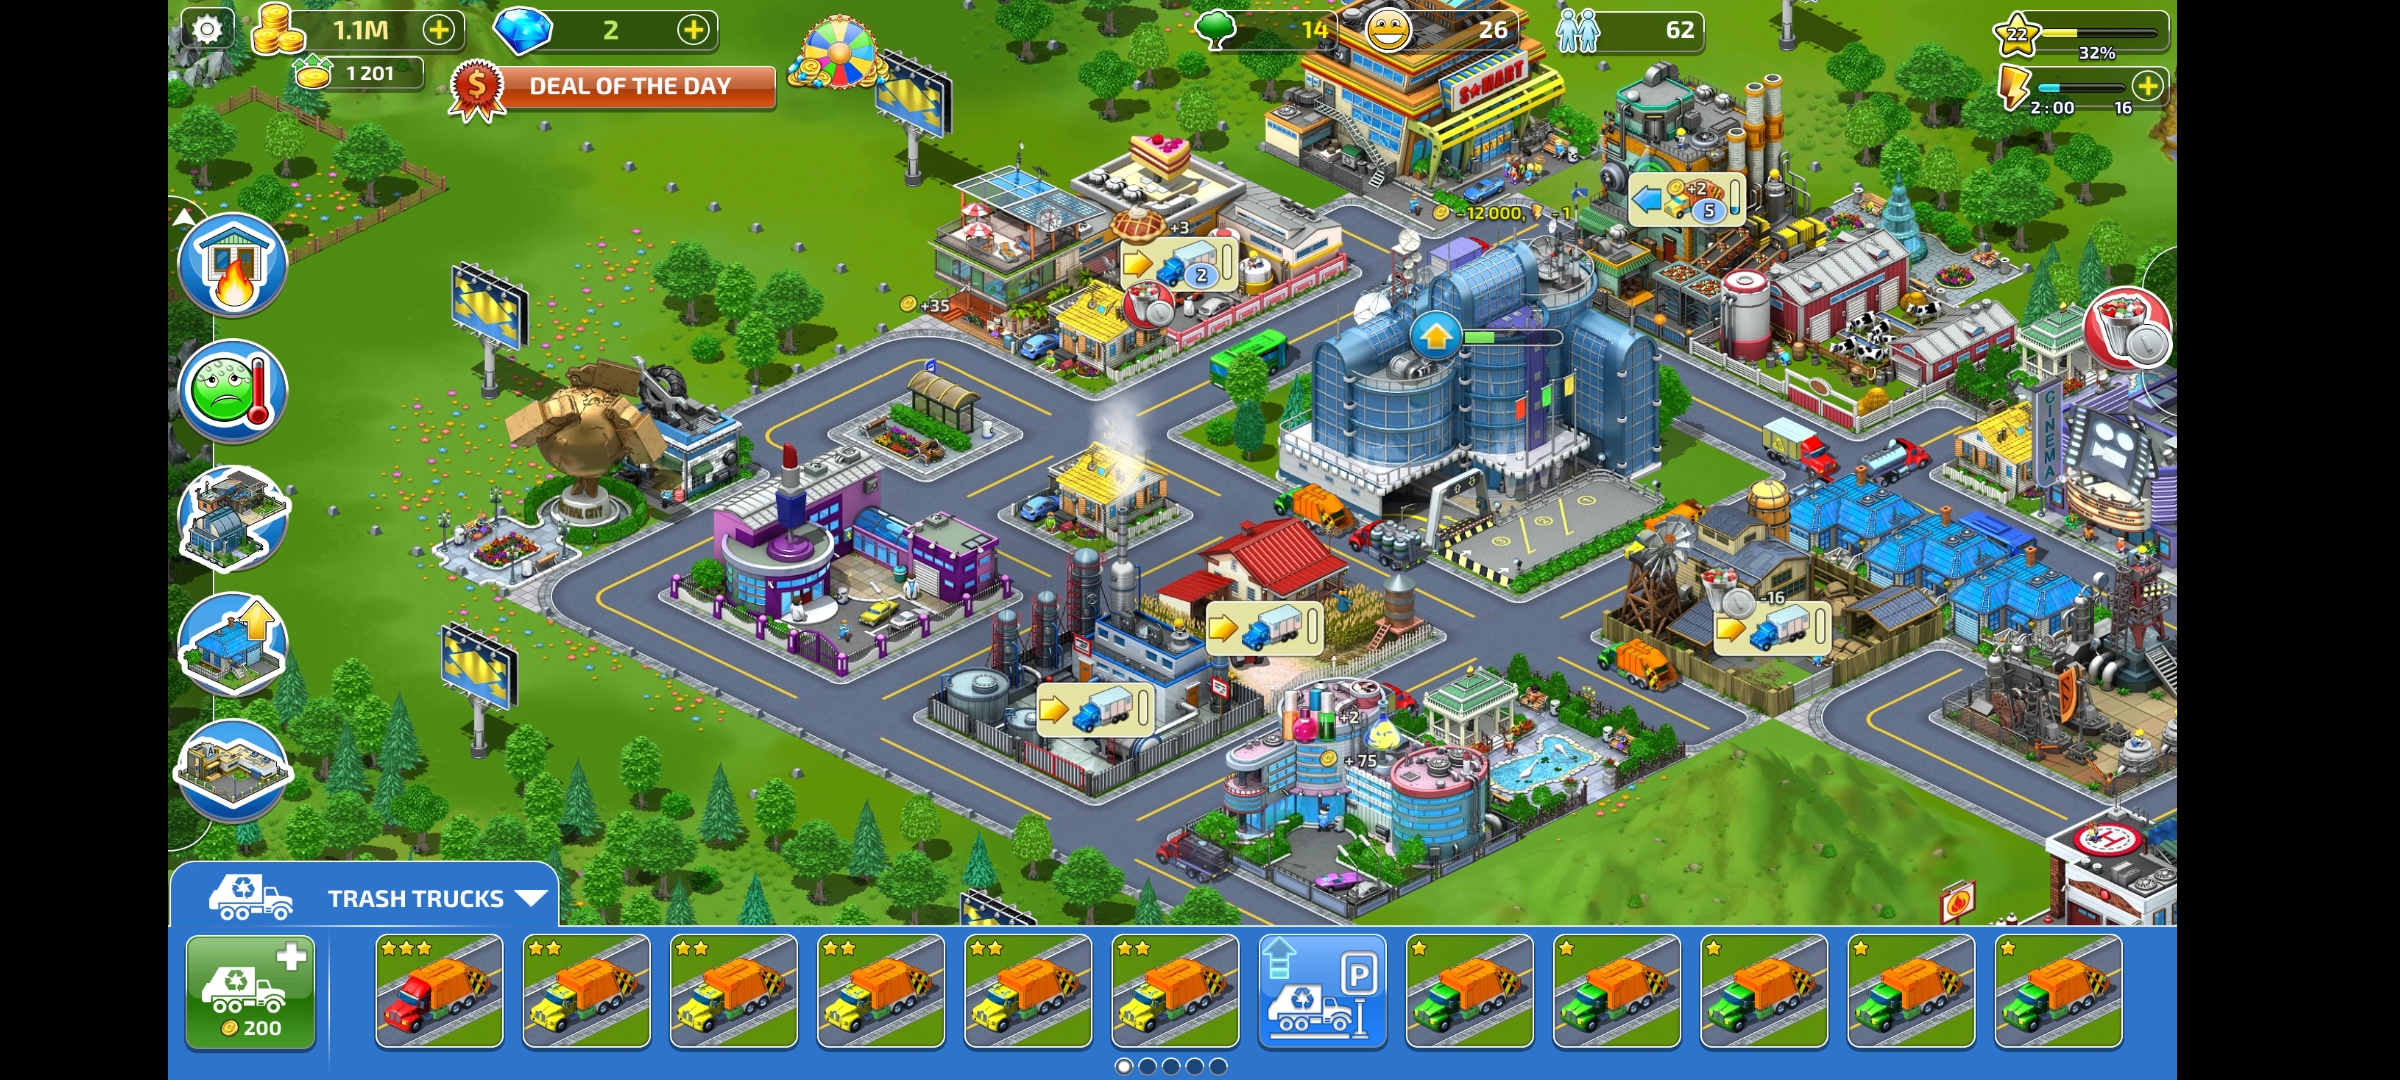 1.1M
2
14
26
62
22
32%
1 201
DEAL OF THE DAY
2:00
16
S★MART
+2
5
-12 000, -1
+3
2
+35
CINEMA
-16
+2
+75
TRASH TRUCKS
200
P